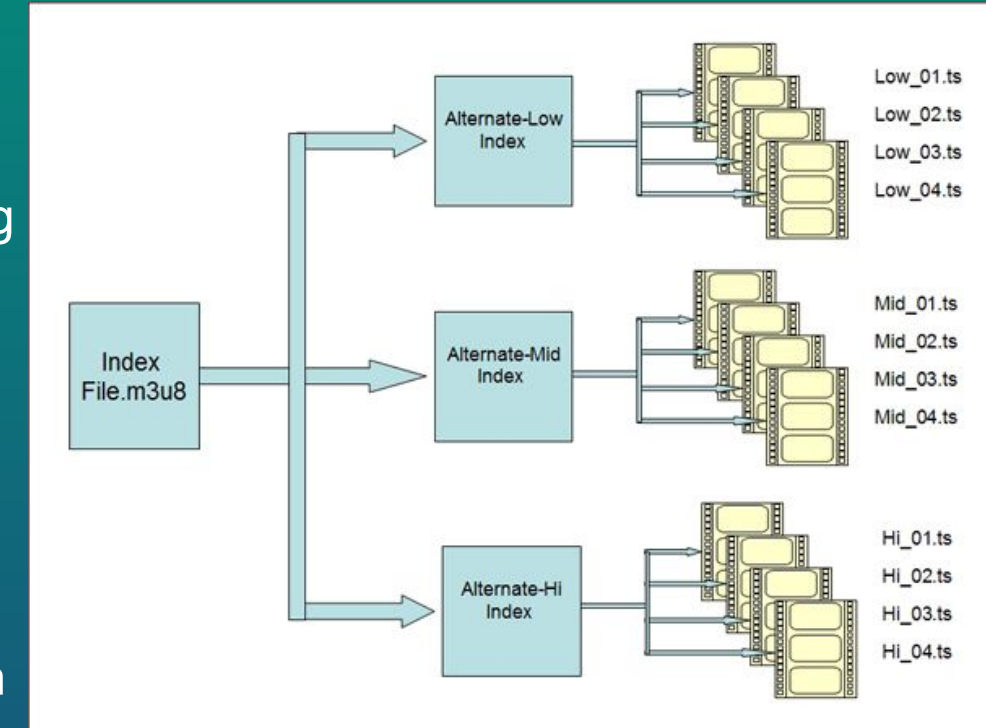 g
n
Index
File.m3u8
Alternate-Low
Index
Low_01.ts
Low_02.ts
Low_03.ts
Low_04.ts
Alternate-Mid
Index
Mid_01.ts
Mid_02.ts
Mid_03.ts
Mid_04.ts
Alternate-Hi
Index
Hi_01.ts
Hi_02.ts
Hi_03.ts
Hi_04.ts